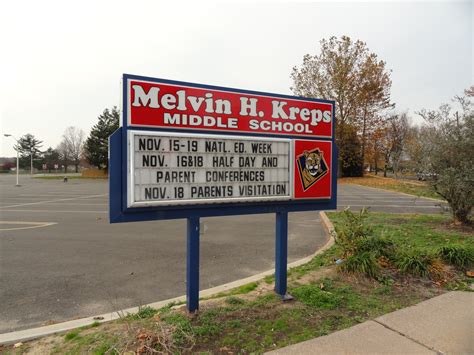 Melvin H. Kreps
MIDDLE SCHOOL
NOV. 15-19 NATL. ED. WEEK
NOV. 16&18 HALF DAY AND
PARENT CONFERENCES
NOV. 18 PARENTS VISITATION